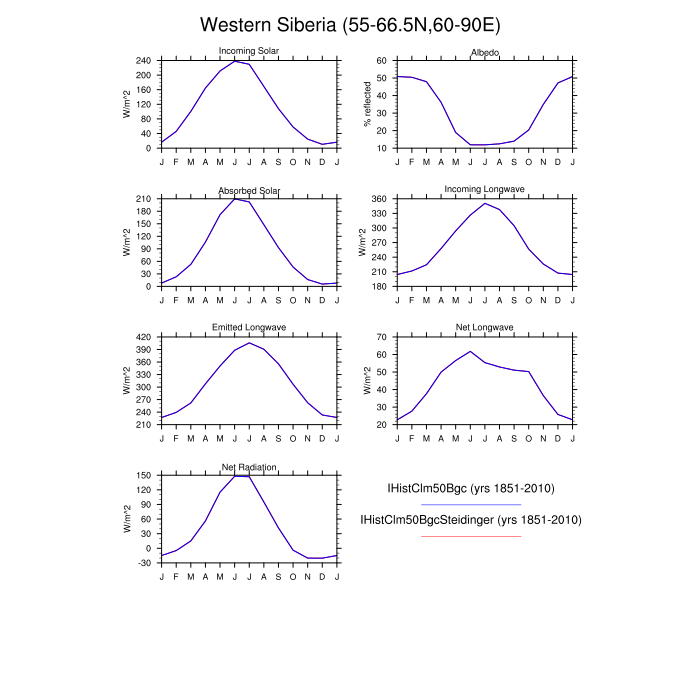 Western Siberia (55-66.5N,60-90E)
Incoming Solar
W/m^2
240
200
160
120
80
40
0
J F M A M J J A S O N D J
Albedo
% reflected
60
50
40
30
20
10
J F M A M J J A S O N D J
Absorbed Solar
W/m^2
210
180
150
120
90
60
30
0
J F M A M J J A S O N D J
Incoming Longwave
W/m^2
360
330
300
270
240
210
180
J F M A M J J A S O N D J
Emitted Longwave
W/m^2
420
390
360
330
300
270
240
210
J F M A M J J A S O N D J
Net Longwave
W/m^2
70
60
50
40
30
20
J F M A M J J A S O N D J
Net Radiation
W/m^2
150
120
90
60
30
0
-30
J F M A M J J A S O N D J
IHistClm50Bgc (yrs 1851-2010)
IHistClm50BgcSteidinger (yrs 1851-2010)